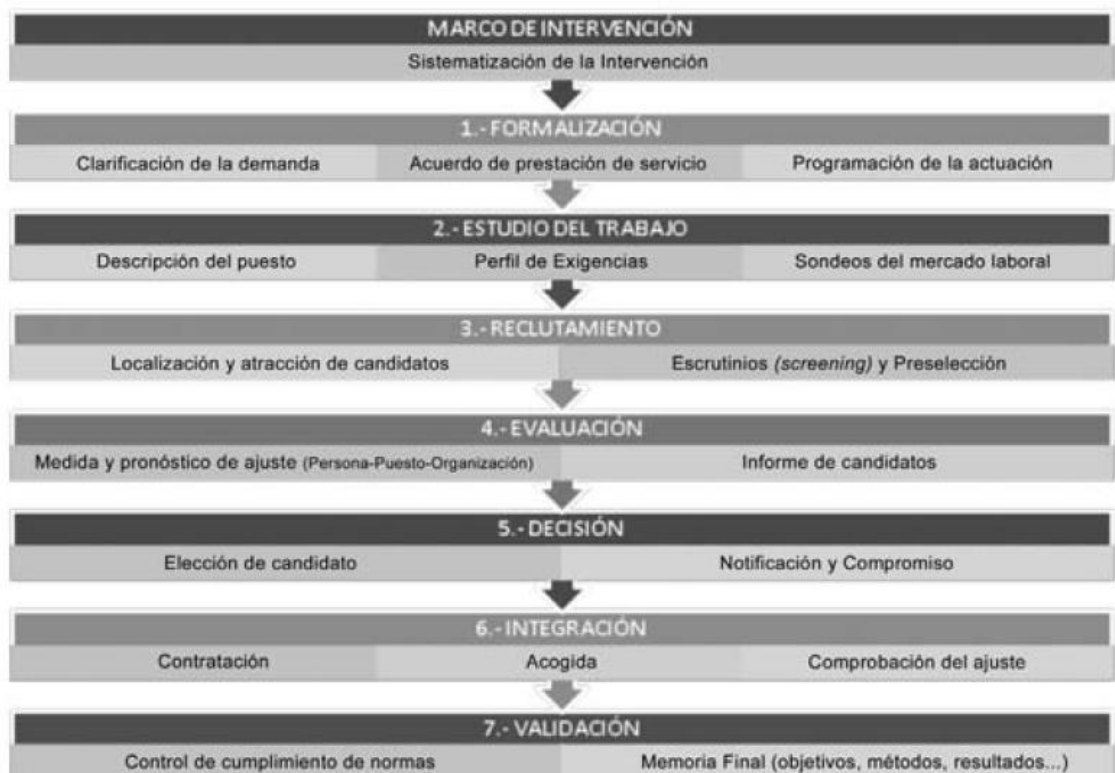 MARCO DE INTERVENCIÓN
Sistematización de la Intervención
1.- FORMALIZACIÓN
Clarificación de la demanda
Acuerdo de prestación de servicio
Programación de la actuación
2.- ESTUDIO DEL TRABAJO
Descripción del puesto
Perfil de Exigencias
Sondeos del mercado laboral
3.- RECLUTAMIENTO
Localización y atracción de candidatos
Escrutinios (screening) y Preselección
4.- EVALUACIÓN
Medida y pronóstico de ajuste (Persona-Puesto-Organización)
Informe de candidatos
5.- DECISIÓN
Elección de candidato
Notificación y Compromiso
6.- INTEGRACIÓN
Contratación
Acogida
Comprobación del ajuste
7.- VALIDACIÓN
Control de cumplimiento de normas
Memoria Final (objetivos, métodos, resultados...)